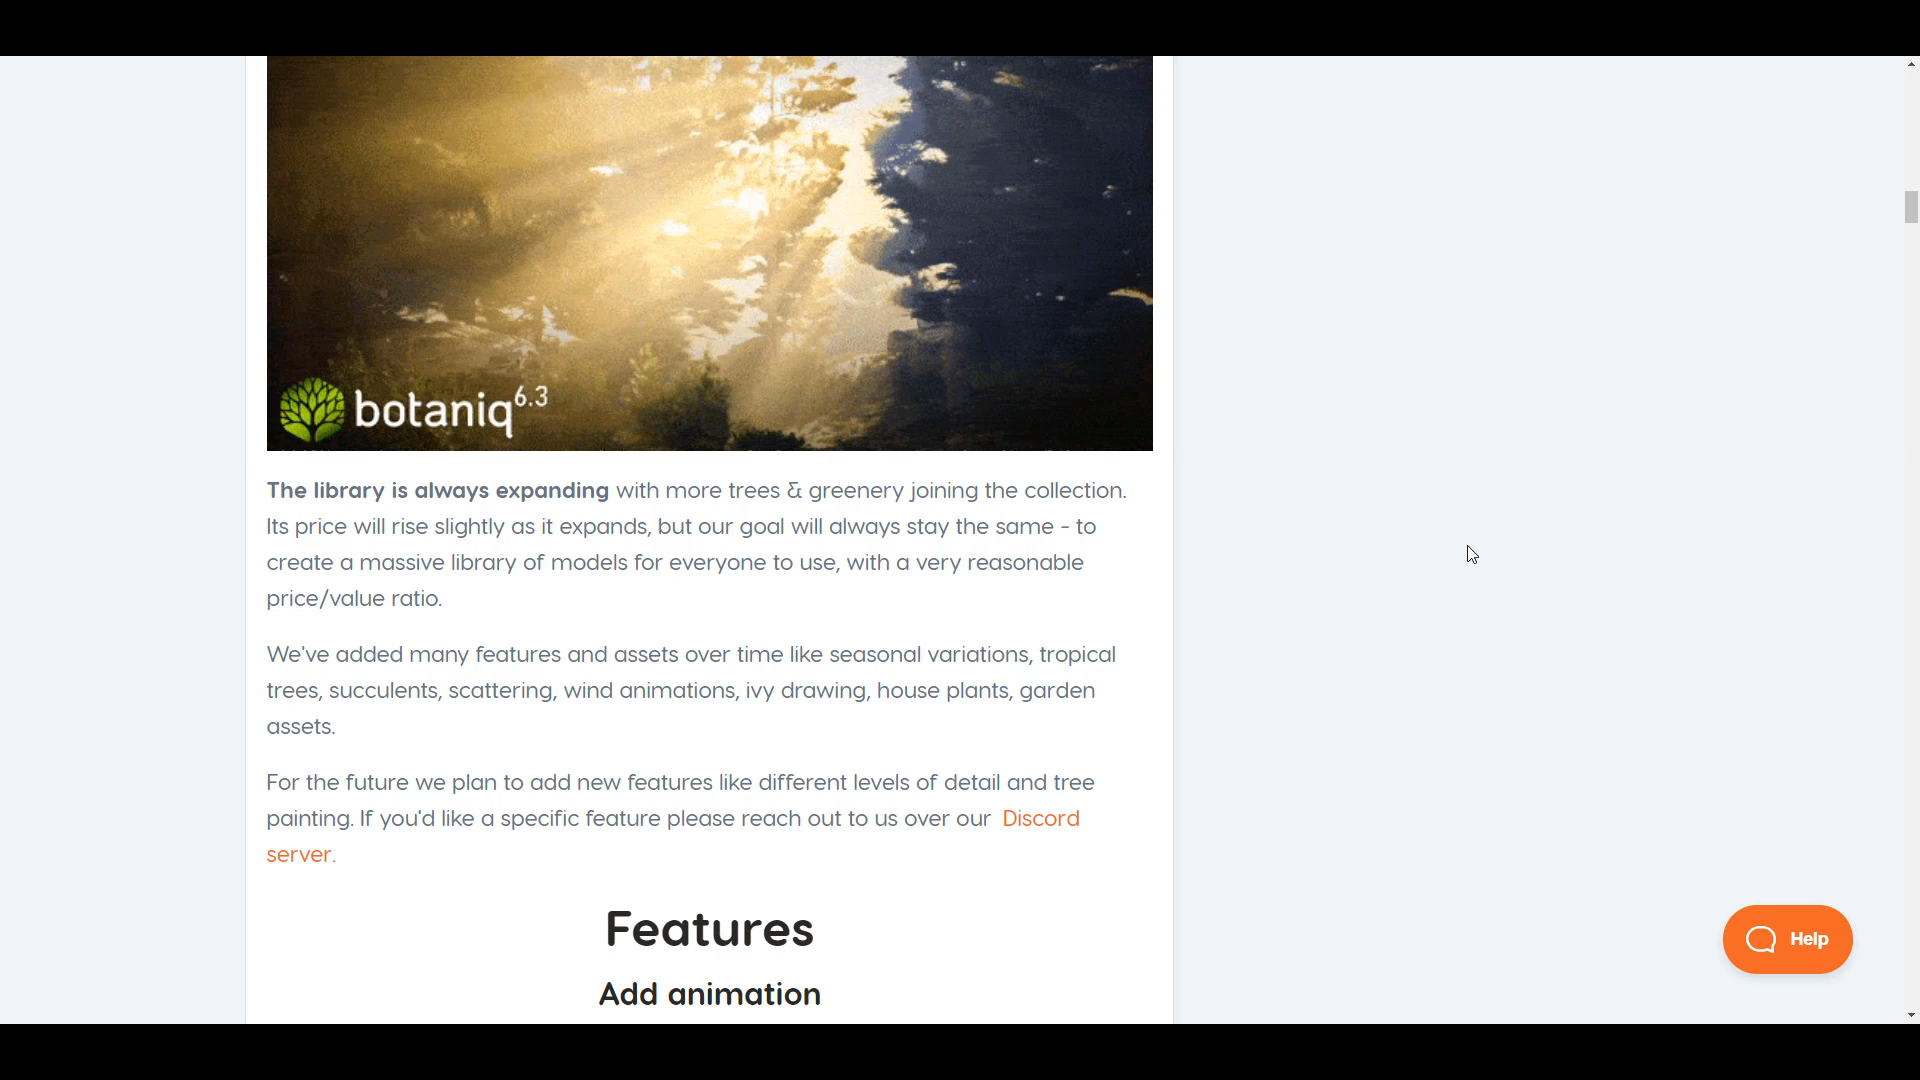 botaniq 6.3
The library is always expanding with more trees & greenery joining the collection.
Its price will rise slightly as it expands, but our goal will always stay the same - to
create a massive library of models for everyone to use, with a very reasonable
price/value ratio.
We've added many features and assets over time like seasonal variations, tropical
trees, succulents, scattering, wind animations, ivy drawing, house plants, garden
assets.
For the future we plan to add new features like different levels of detail and tree
painting. If you'd like a specific feature please reach out to us over our Discord
server.
Features
Add animation
Help